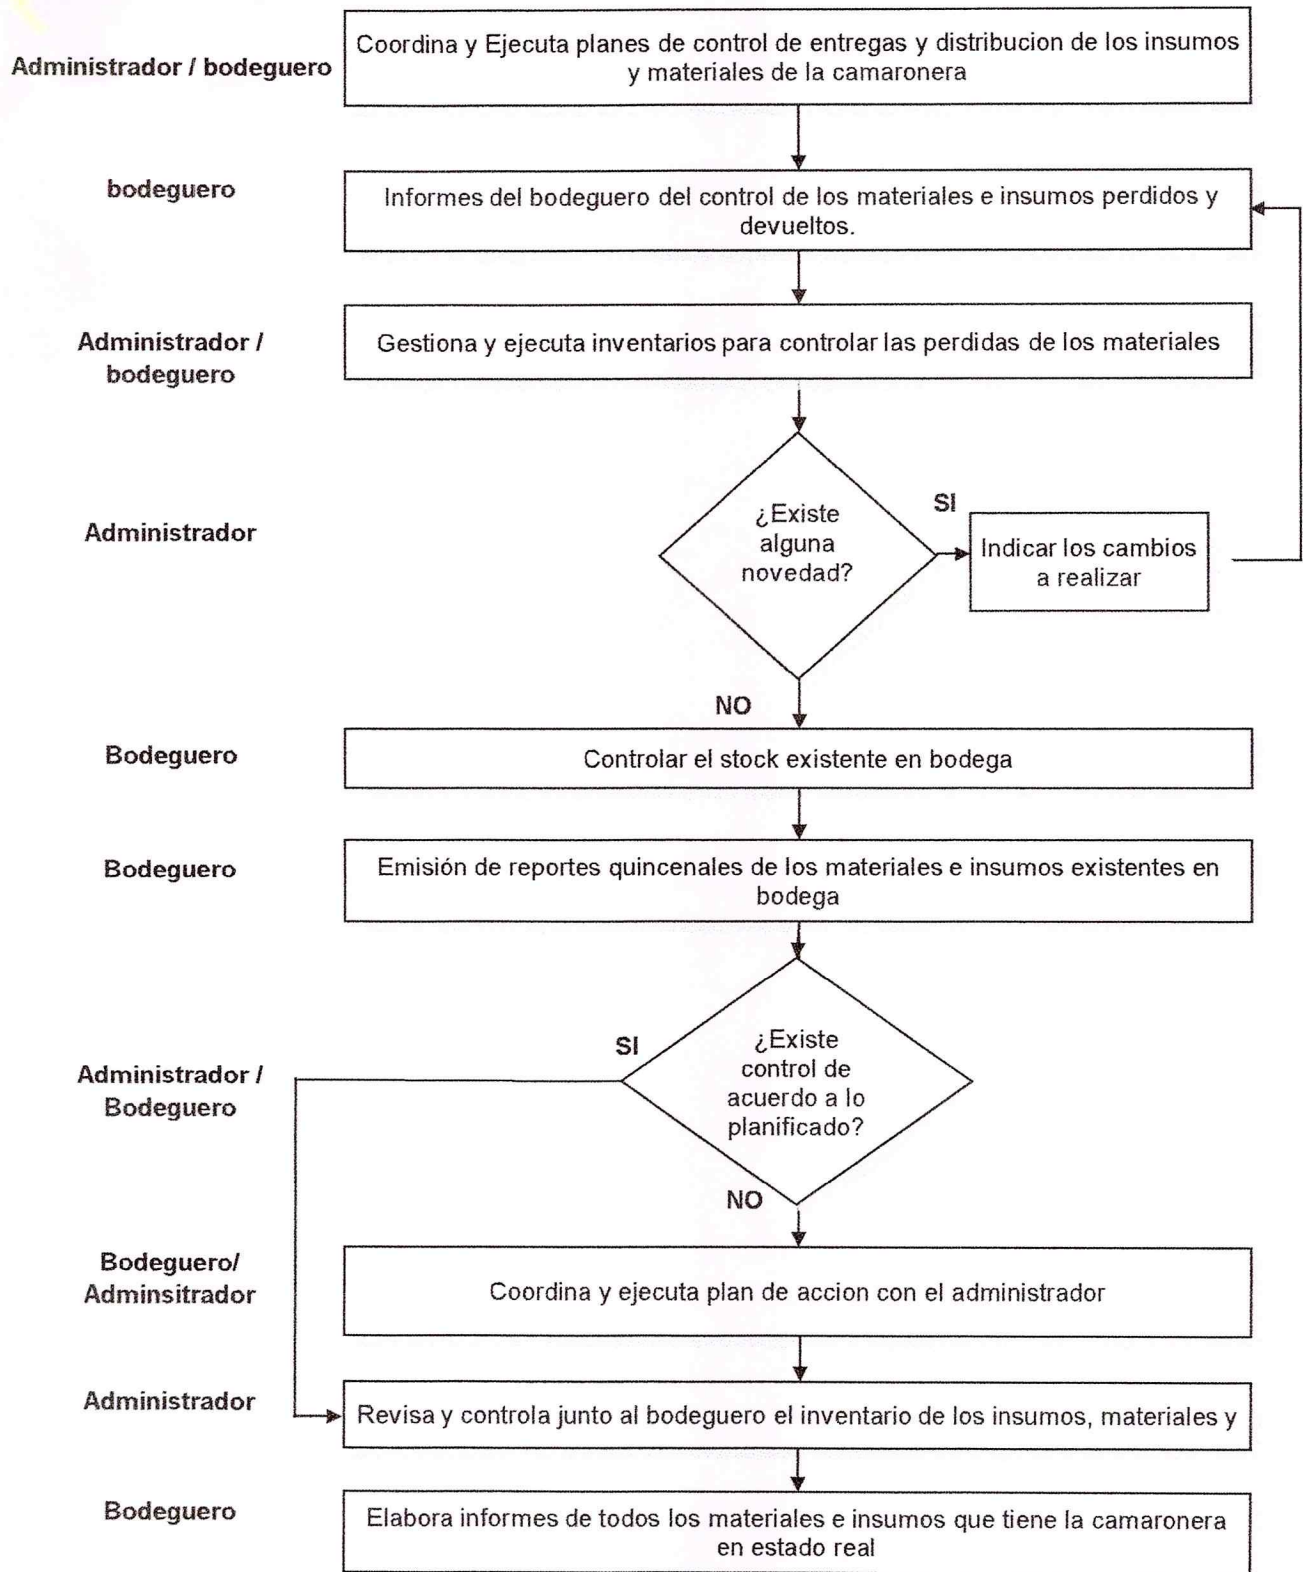 Coordina y Ejecuta planes de control de entregas y distribucion de los insumos
y materiales de la camaronera
Administrador / bodeguero
bodeguero
Informes del bodeguero del control de los materiales e insumos perdidos y
devueltos.
Administrador /
bodeguero
Gestiona y ejecuta inventarios para controlar las perdidas de los materiales
Administrador
¿Existe
alguna
novedad?
SI
Indicar los cambios
a realizar
NO
Bodeguero
Controlar el stock existente en bodega
Bodeguero
Emisión de reportes quincenales de los materiales e insumos existentes en
bodega
Administrador /
Bodeguero
SI
¿Existe
control de
acuerdo a lo
planificado?
NO
Bodeguero/
Adminsitrador
Coordina y ejecuta plan de accion con el administrador
Administrador
Revisa y controla junto al bodeguero el inventario de los insumos, materiales y
Bodeguero
Elabora informes de todos los materiales e insumos que tiene la camaronera
en estado real